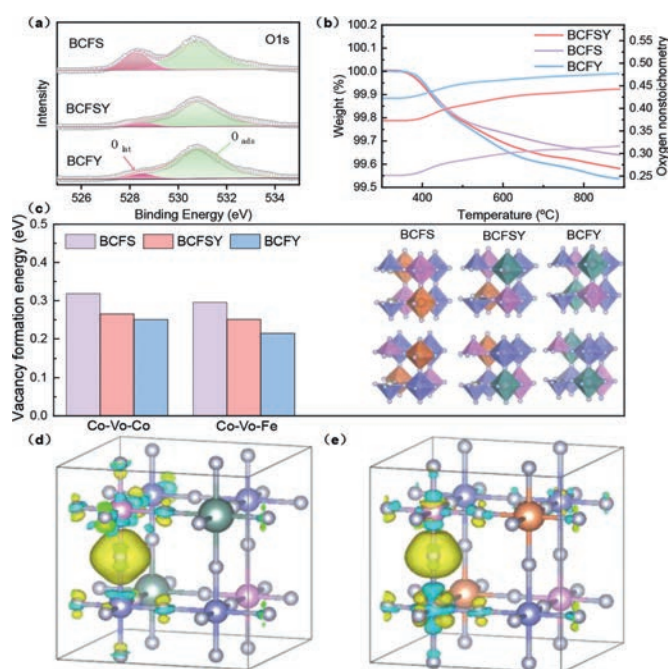 (a)
BCFS
O1s
BCFSY
BCFY
O lat
O ads
Intensity
526 528 530 532 534
Binding Energy (eV)
(b)
BCFSY
BCFS
BCFY
100.2
100.1
100.0
99.9
99.8
99.7
99.6
99.5
Weight (%)
0.55
0.50
0.45
0.40
0.35
0.30
0.25
Oxygen nonstoichometry
300 400 600 800
Temperature (ºC)
(c)
BCFS BCFSY BCFY
0.5
0.4
0.3
0.2
0.1
0.0
Vacancy formation energy (eV)
Co-Vo-Co Co-Vo-Fe
BCFS BCFSY BCFY
(d)
(e)